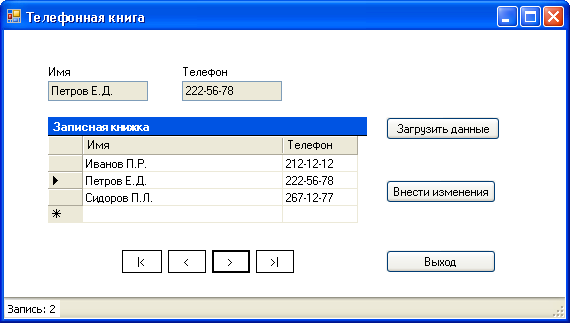 Телефонная книга
Имя Телефон
Петров Е.Д. 222-56-78
Записная книжка
Загрузить данные
Имя Телефон
Иванов П.Р. 212-12-12
Петров Е.Д. 222-56-78
Сидоров П.Л. 267-12-77
Внести изменения
|< < > >|
Выход
Запись: 2